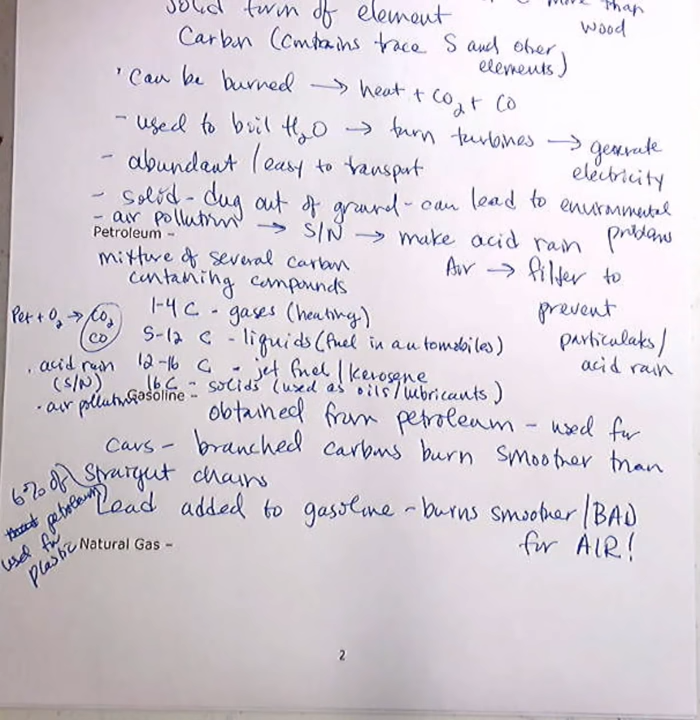 solid form of element more than
Carbon (contains trace S and other wood
elements)
' Can be burned → heat + CO2 + CO
- used to boil H2O → turn turbines → generate
- abundant / easy to transport electricity
- solid - dug out of ground - can lead to environmental
- air pollution → S/N → make acid rain problems
Petroleum -
mixture of several carbon Air → filter to
containing compounds prevent
Pet + O2 → CO2 1-4 C - gases (heating)
CO 5-12 C - liquids (fuel in automobiles) particulates/
. acid rain 12-16 C - jet fuel / Kerosene acid rain
(S/N) 16 C - solids (used as oils/lubricants)
- air pollution Gasoline -
obtained from petroleum - used for
cars - branched carbons burn smoother than
straight chains
6% of petroleum used for plastic
Lead added to gasoline - burns smoother / BAD
for AIR!
Natural Gas -
2